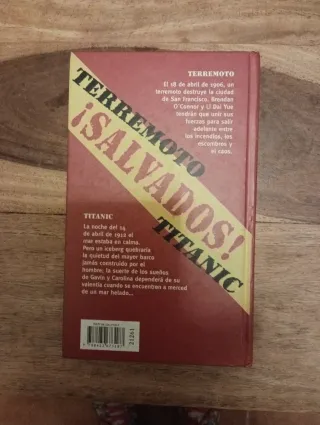 TERREMOTO
El 18 de abril de 1906, un
terremoto destruye la ciudad
de San Francisco. Brendan
O'Connor y Li Dai Yue
tendrán que unir sus
fuerzas para salir
adelante entre
los incendios, los
escombros y
el caos.
TERREMOTO
¡SALVADOS!
TITANIC
TITANIC
La noche del 14
de abril de 1912 el
mar estaba en calma.
Pero un iceberg quebraría
la quietud del mayor barco
jamás construido por el
hombre; la suerte de los sueños
de Gavin y Carolina dependerá de su
valentía cuando se encuentren a merced
de un mar helado...
21261